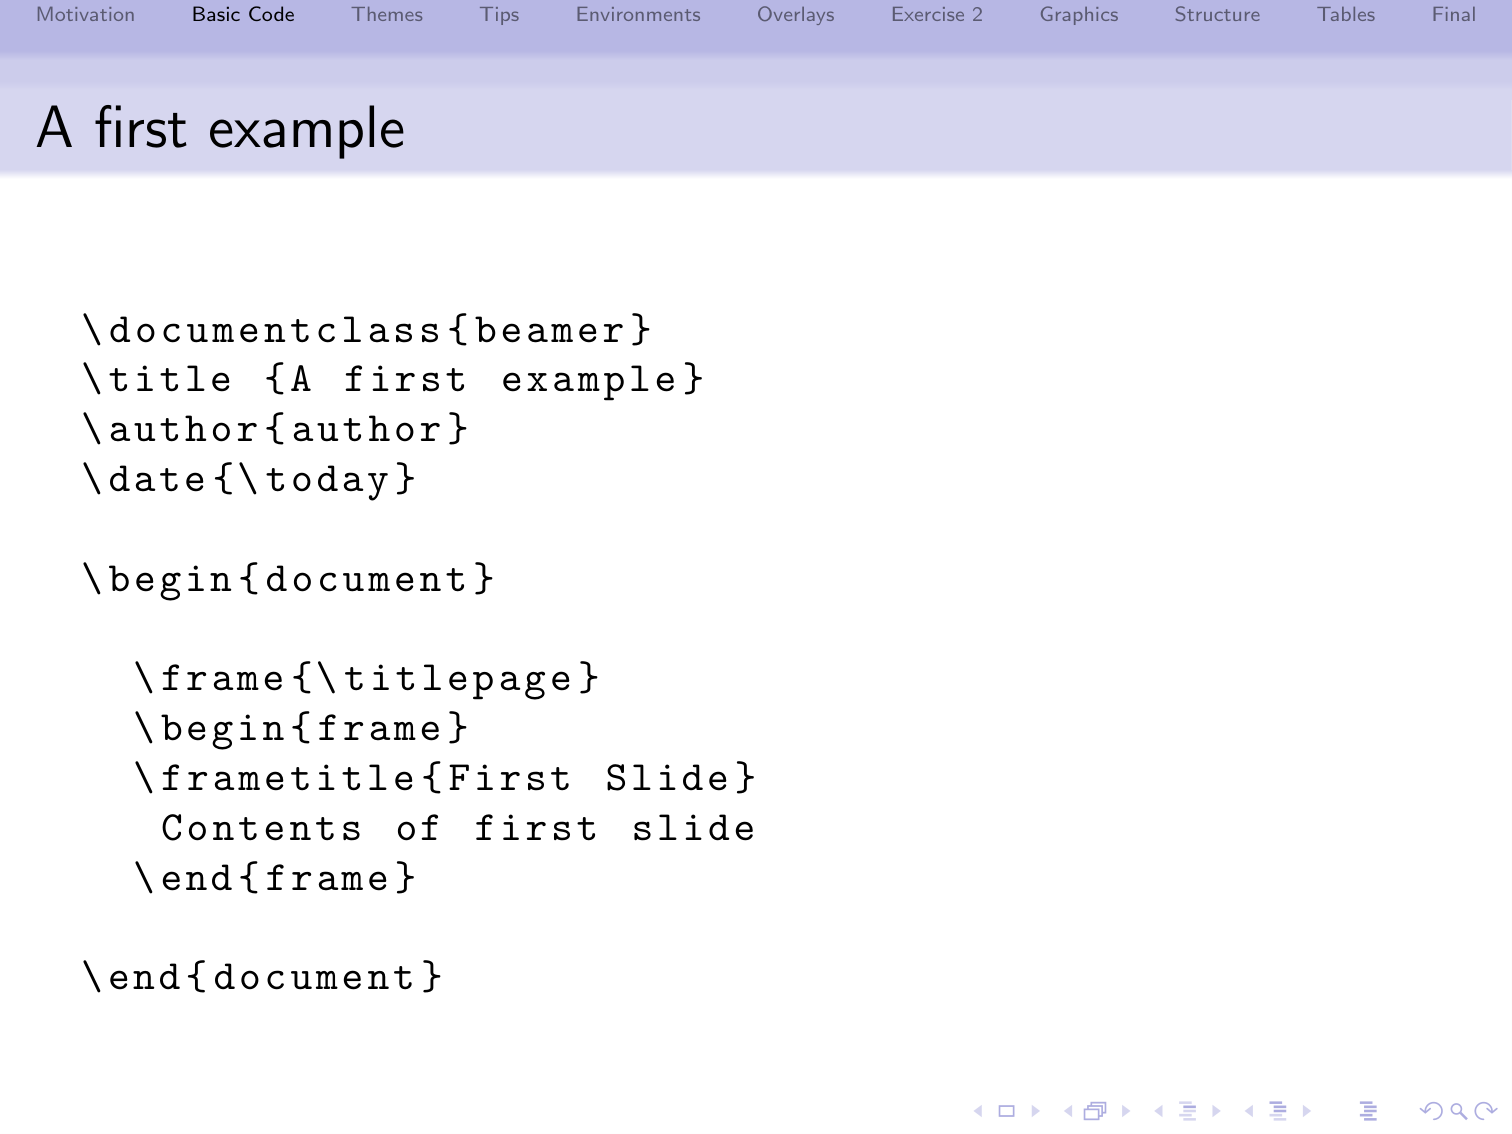 Motivation Basic Code Themes Tips Environments Overlays Exercise 2 Graphics Structure Tables Final
A first example
\documentclass{beamer}
\title {A first example}
\author{author}
\date{\today}
\begin{document}
\frame{\titlepage}
\begin{frame}
\frametitle{First Slide}
Contents of first slide
\end{frame}
\end{document}